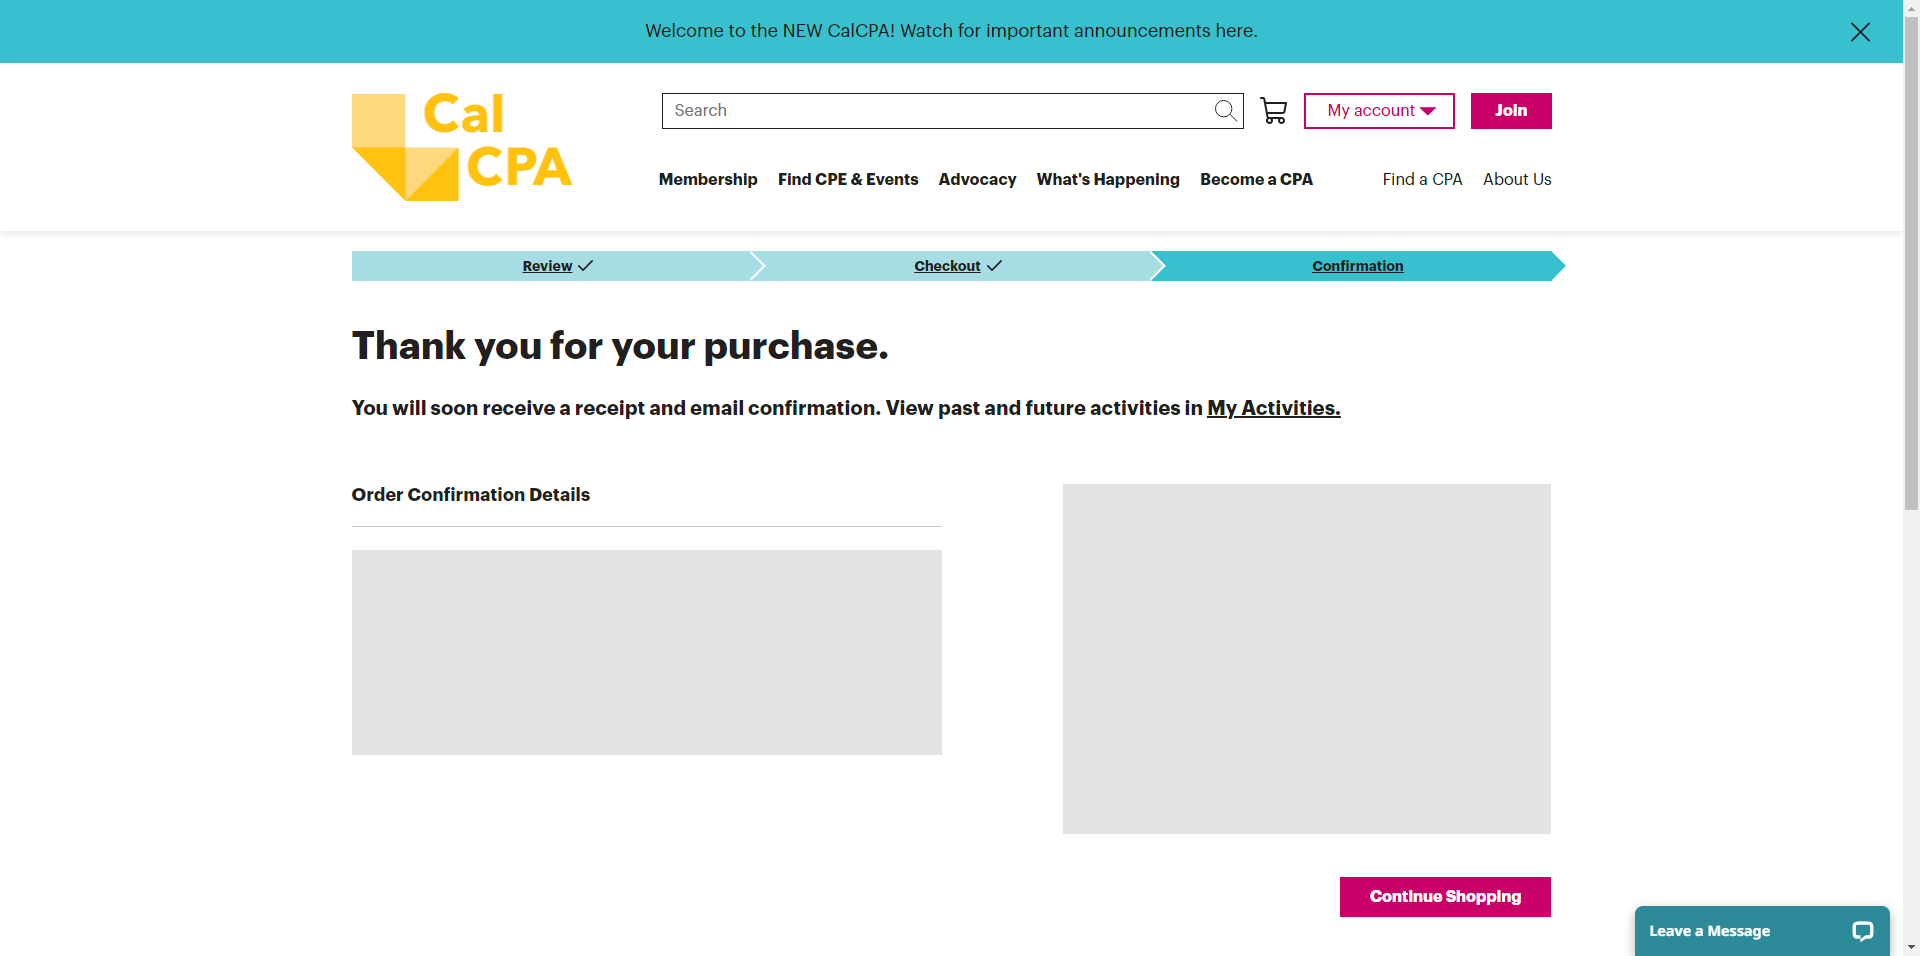 Welcome to the NEW CalCPA! Watch for important announcements here.
Cal
CPA
Search
My account
Join
Membership
Find CPE & Events
Advocacy
What's Happening
Become a CPA
Find a CPA
About Us
Review
Checkout
Confirmation
Thank you for your purchase.
You will soon receive a receipt and email confirmation. View past and future activities in My Activities.
Order Confirmation Details
Continue Shopping
Leave a Message